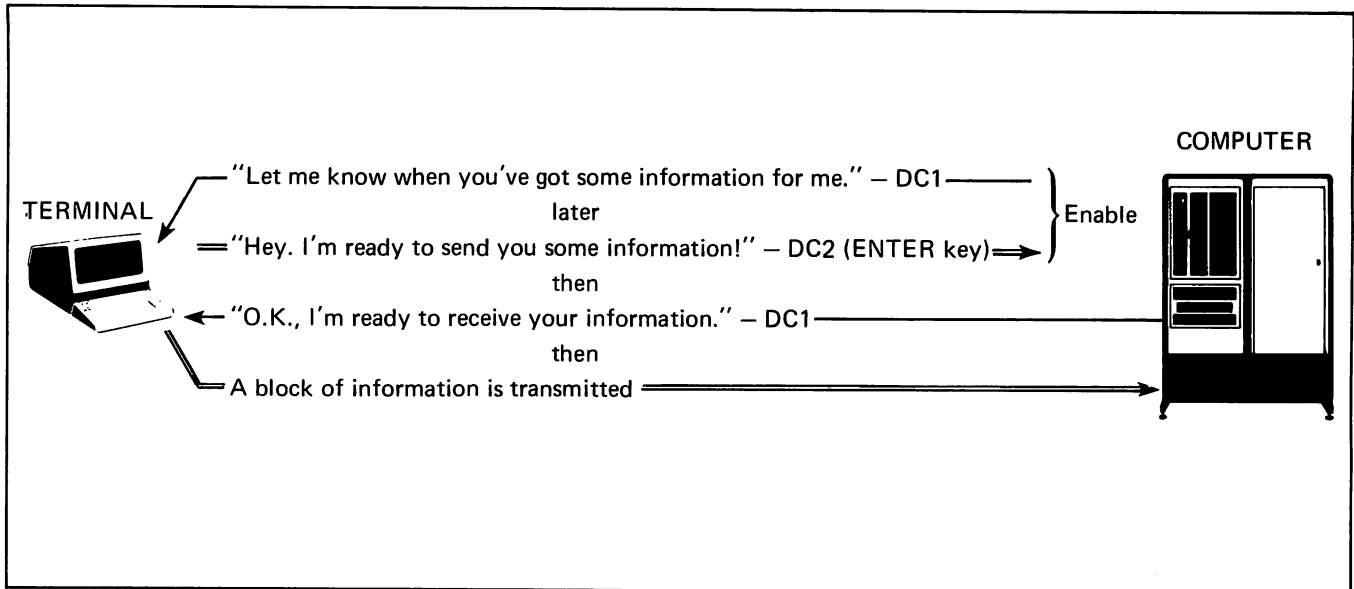 COMPUTER
"Let me know when you've got some information for me." – DC1
TERMINAL
later
Enable
"Hey. I'm ready to send you some information!" – DC2 (ENTER key)
then
"O.K., I'm ready to receive your information." – DC1
then
A block of information is transmitted